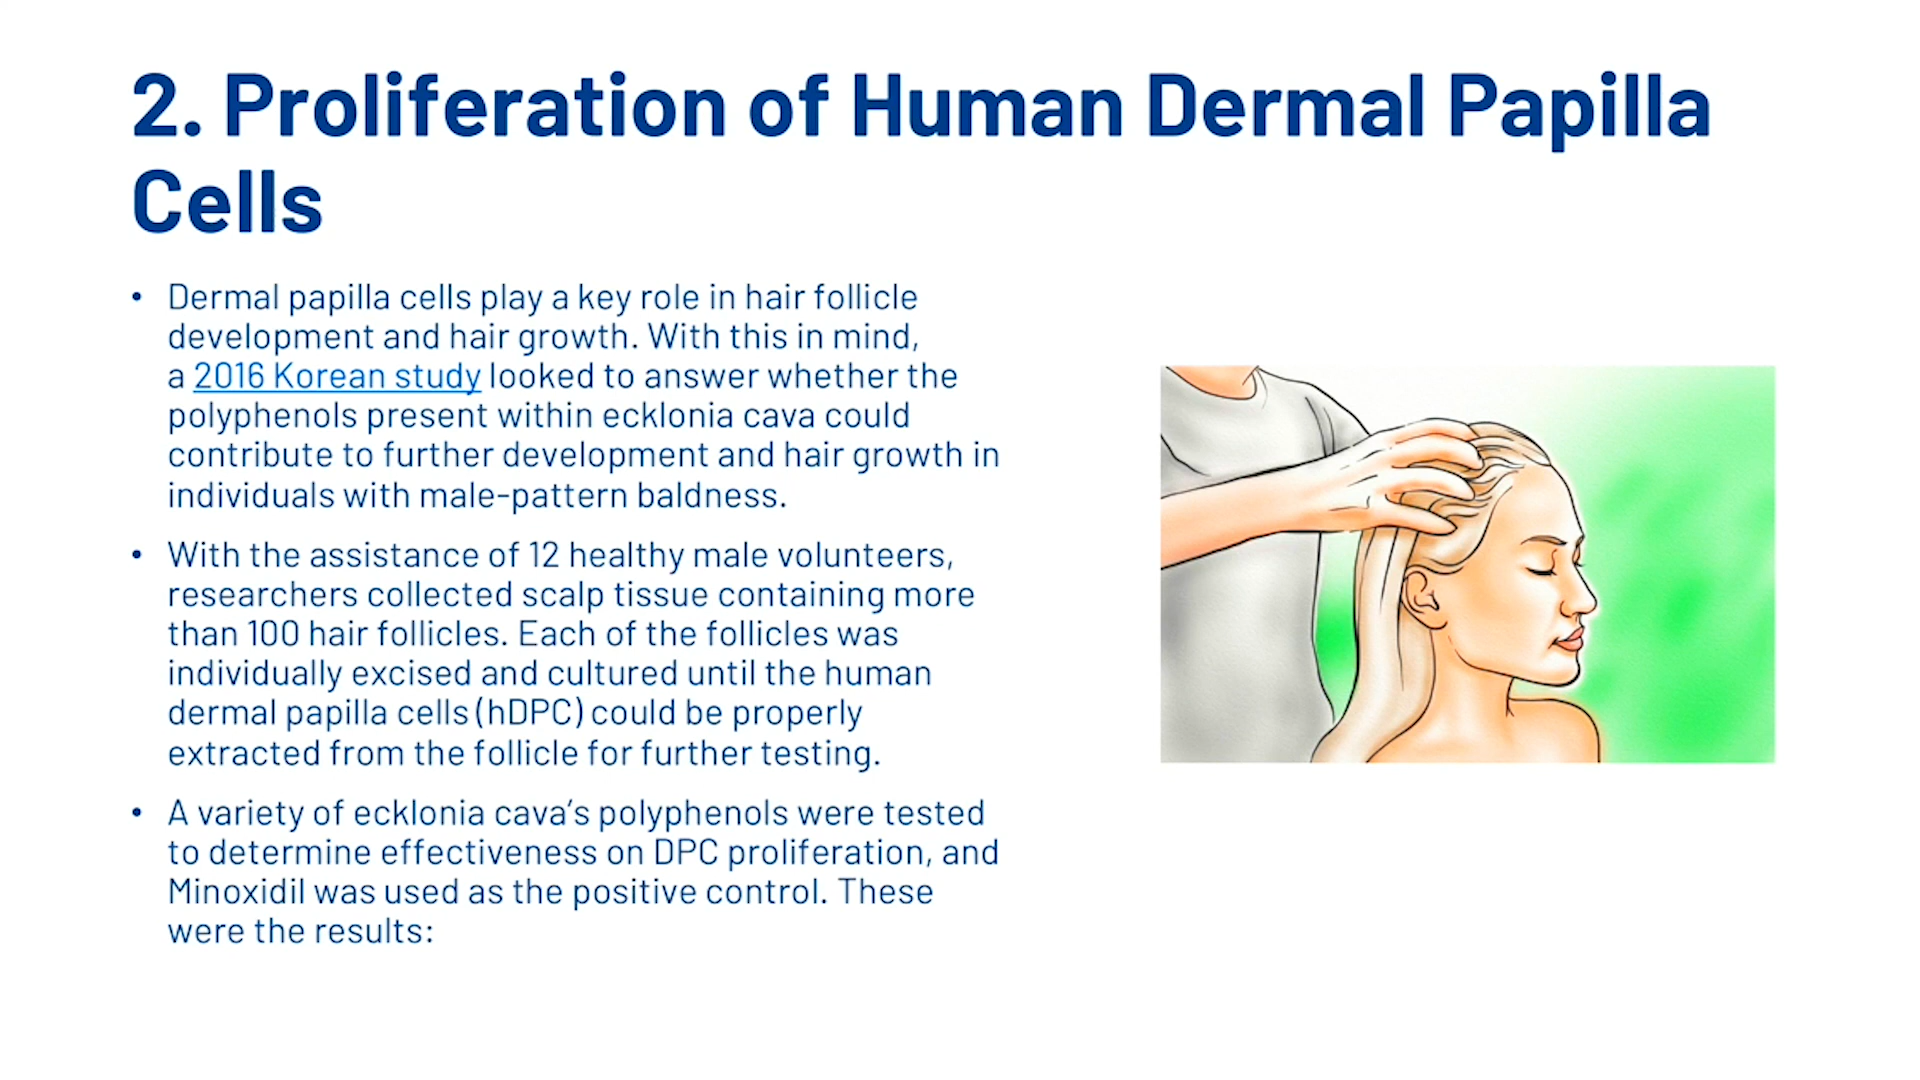 2. Proliferation of Human Dermal Papilla
Cells
• Dermal papilla cells play a key role in hair follicle
development and hair growth. With this in mind,
a 2016 Korean study looked to answer whether the
polyphenols present within ecklonia cava could
contribute to further development and hair growth in
individuals with male-pattern baldness.
• With the assistance of 12 healthy male volunteers,
researchers collected scalp tissue containing more
than 100 hair follicles. Each of the follicles was
individually excised and cultured until the human
dermal papilla cells (hDPC) could be properly
extracted from the follicle for further testing.
• A variety of ecklonia cava’s polyphenols were tested
to determine effectiveness on DPC proliferation, and
Minoxidil was used as the positive control. These
were the results: